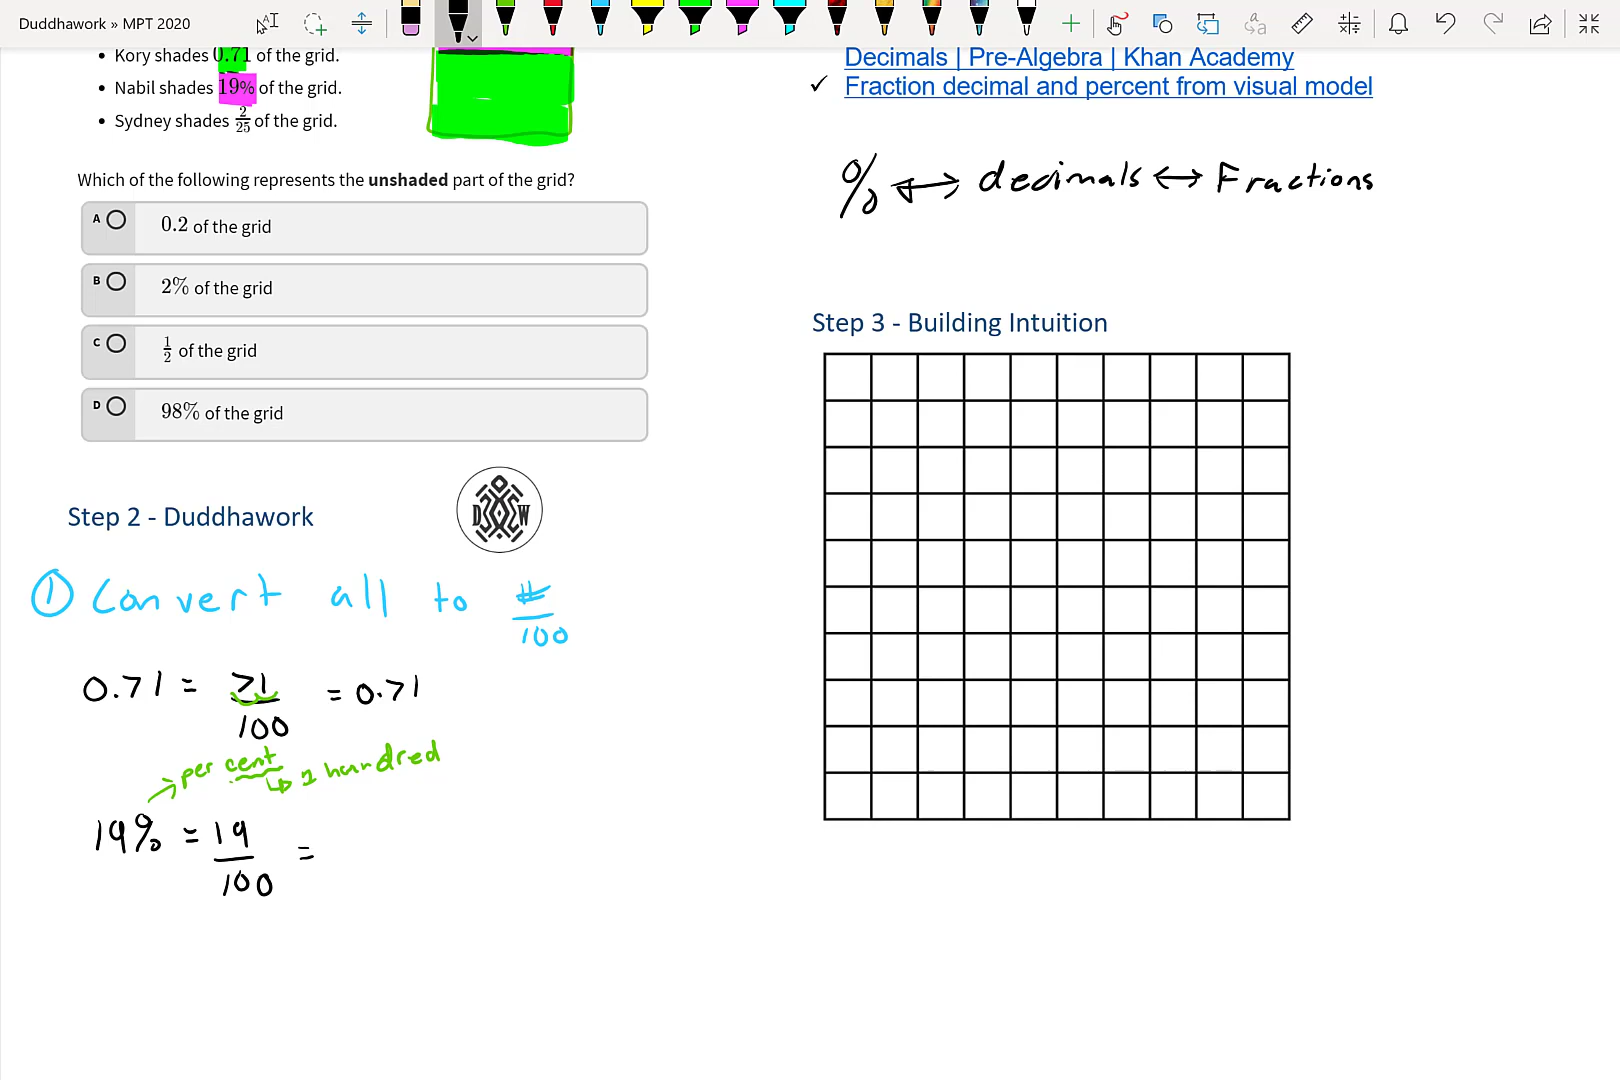 Duddhawork » MPT 2020
• Kory shades 0.71 of the grid.
• Nabil shades 19% of the grid.
• Sydney shades 2/25 of the grid.
Which of the following represents the unshaded part of the grid?
A 0.2 of the grid
B 2% of the grid
C 1/2 of the grid
D 98% of the grid
Step 2 - Duddhawork
D W
① Convert all to #/100
0.71 = 71/100 = 0.71
per cent → 1 hundred
19% = 19/100 =
Decimals | Pre-Algebra | Khan Academy
✓ Fraction decimal and percent from visual model
% ↔ decimals ↔ Fractions
Step 3 - Building Intuition